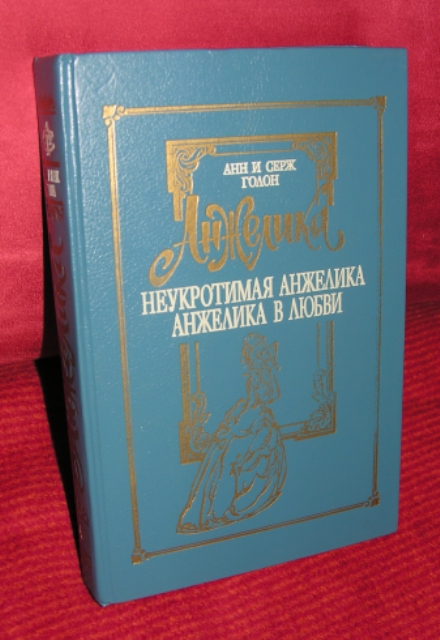 АНН И СЕРЖ
ГОЛОН
Анжелика
НЕУКРОТИМАЯ АНЖЕЛИКА
АНЖЕЛИКА В ЛЮБВИ